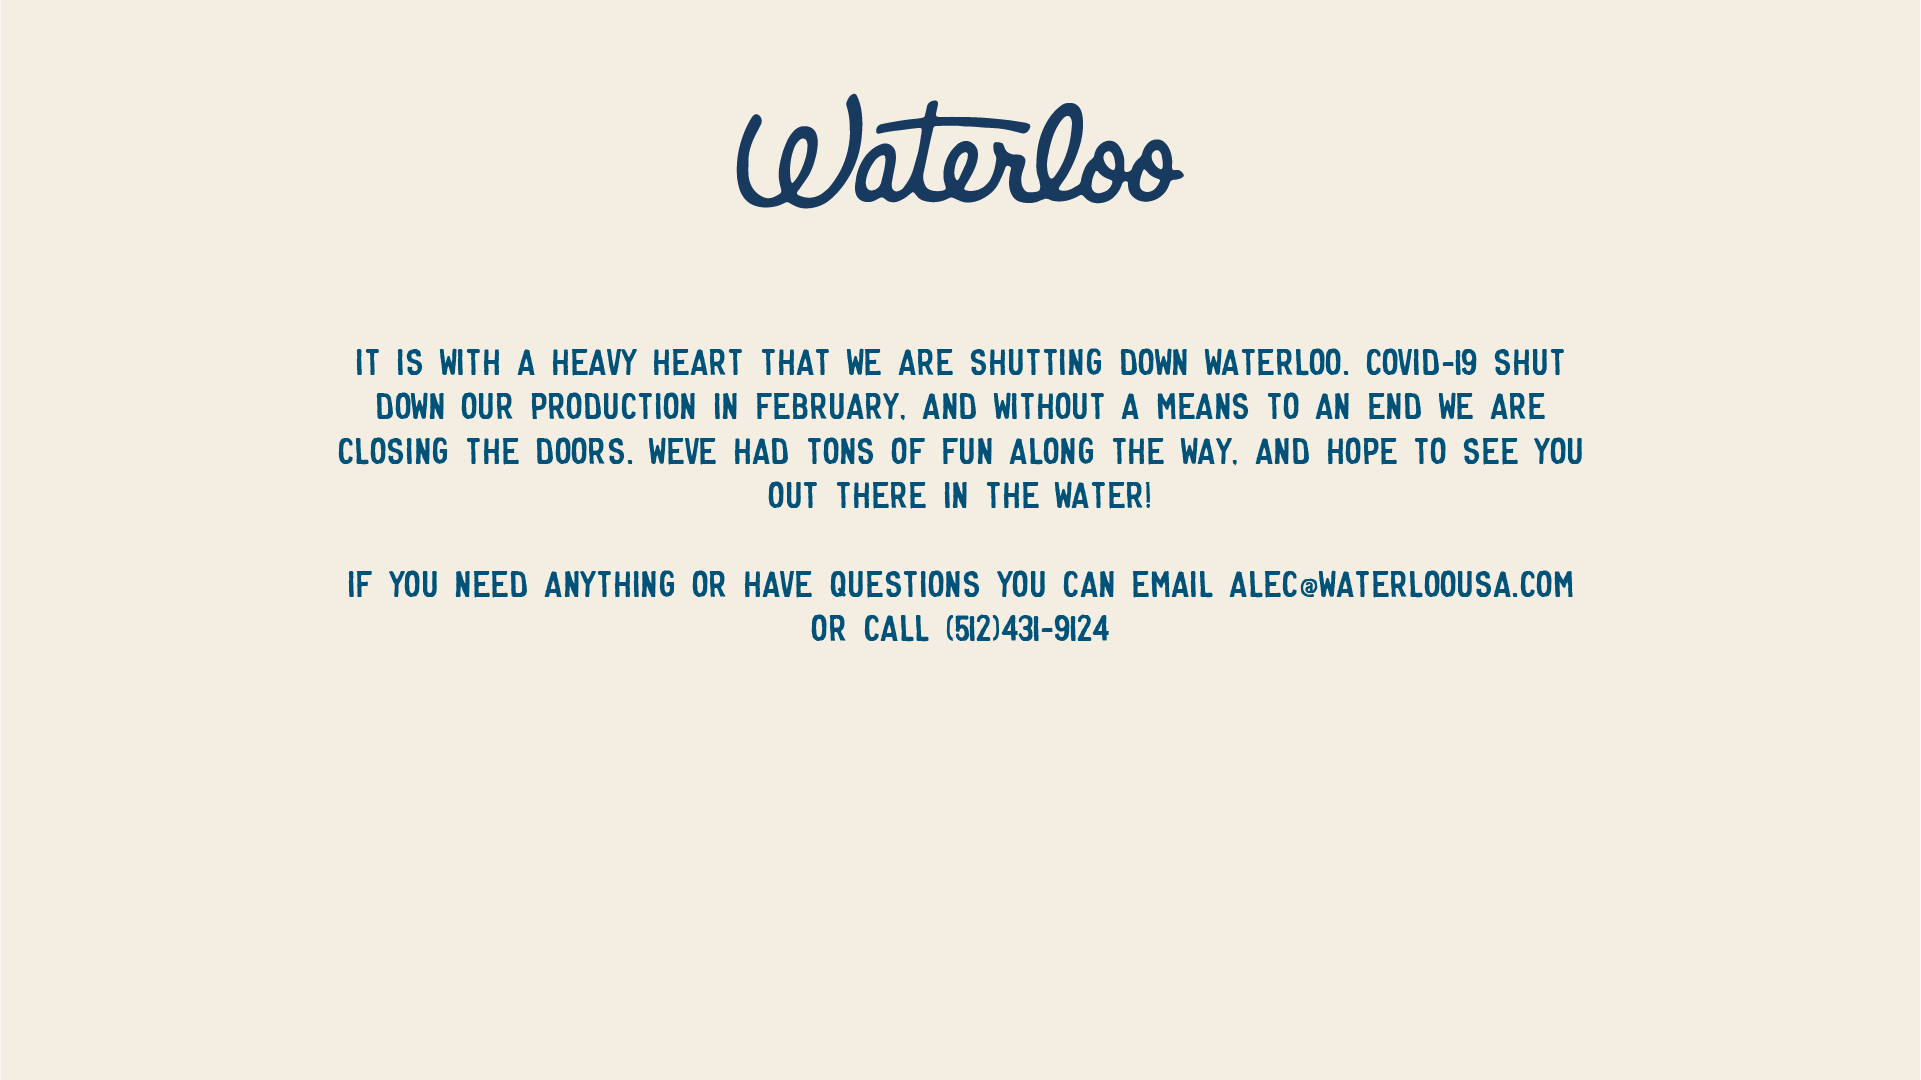 Waterloo
IT IS WITH A HEAVY HEART THAT WE ARE SHUTTING DOWN WATERLOO. COVID-19 SHUT
DOWN OUR PRODUCTION IN FEBRUARY, AND WITHOUT A MEANS TO AN END WE ARE
CLOSING THE DOORS. WEVE HAD TONS OF FUN ALONG THE WAY, AND HOPE TO SEE YOU
OUT THERE IN THE WATER!
IF YOU NEED ANYTHING OR HAVE QUESTIONS YOU CAN EMAIL ALEC@WATERLOOUSA.COM
OR CALL (512)431-9124